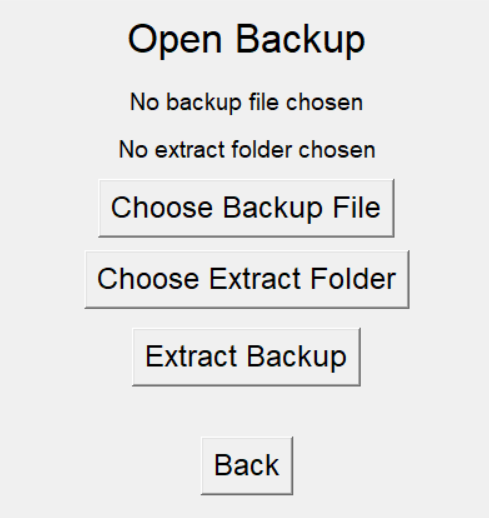 Open Backup
No backup file chosen
No extract folder chosen
Choose Backup File
Choose Extract Folder
Extract Backup
Back